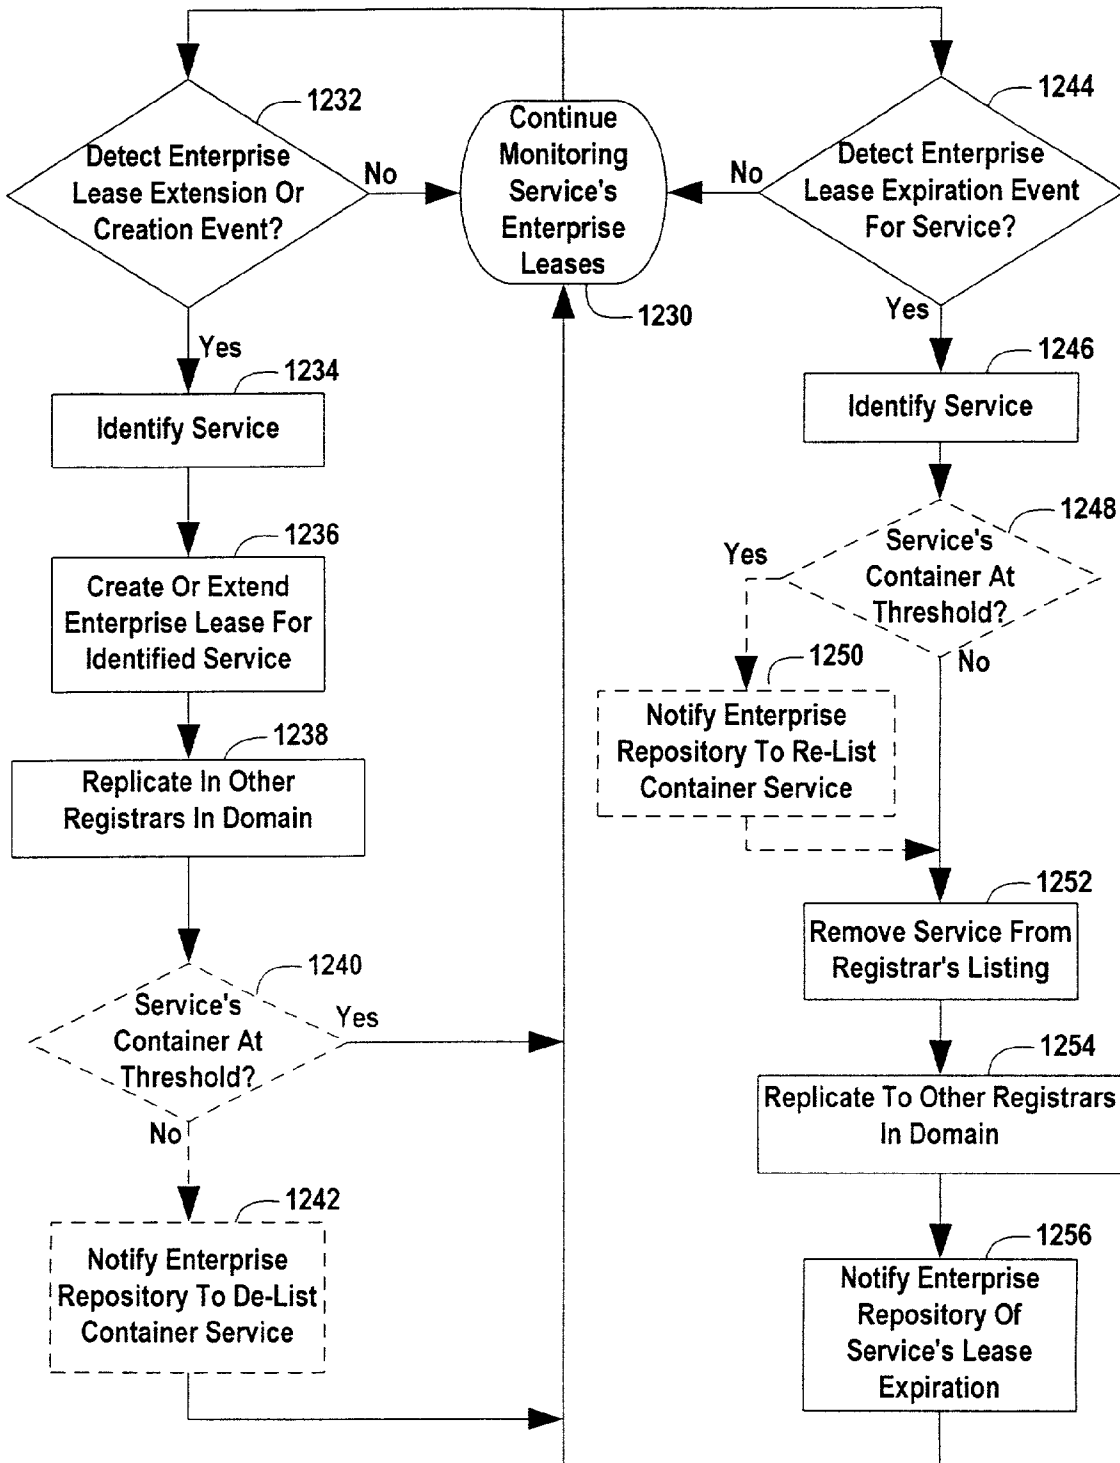 1232
Detect Enterprise
Lease Extension Or
Creation Event?
No
Yes
Continue
Monitoring
Service's
Enterprise
Leases
1230
1244
Detect Enterprise
Lease Expiration Event
For Service?
No
Yes
1234
Identify Service
1236
Create Or Extend
Enterprise Lease For
Identified Service
1238
Replicate In Other
Registrars In Domain
1240
Service's
Container At
Threshold?
Yes
No
1242
Notify Enterprise
Repository To De-List
Container Service
1246
Identify Service
1248
Service's
Container At
Threshold?
Yes
No
1250
Notify Enterprise
Repository To Re-List
Container Service
1252
Remove Service From
Registrar's Listing
1254
Replicate To Other Registrars
In Domain
1256
Notify Enterprise
Repository Of
Service's Lease
Expiration